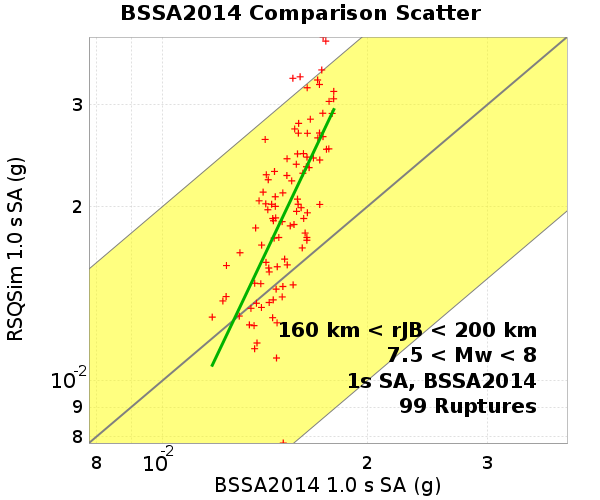 BSSA2014 Comparison Scatter
RSQSim 1.0 s SA (g)
3
2
10-2
9
8
160 km < rJB < 200 km
7.5 < Mw < 8
1s SA, BSSA2014
99 Ruptures
8
10-2
2
3
BSSA2014 1.0 s SA (g)